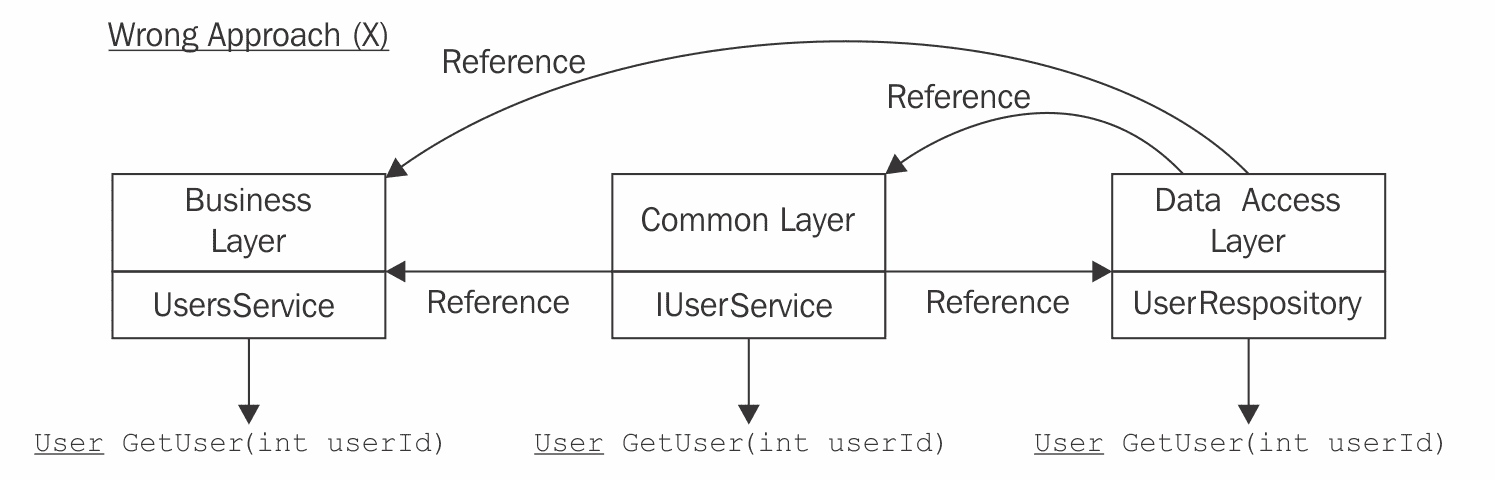 Wrong Approach (X)
Reference
Reference
Business
Layer
Common Layer
Data Access
Layer
UsersService
Reference
IUserService
Reference
UserRespository
User GetUser(int userId)
User GetUser(int userId)
User GetUser(int userId)